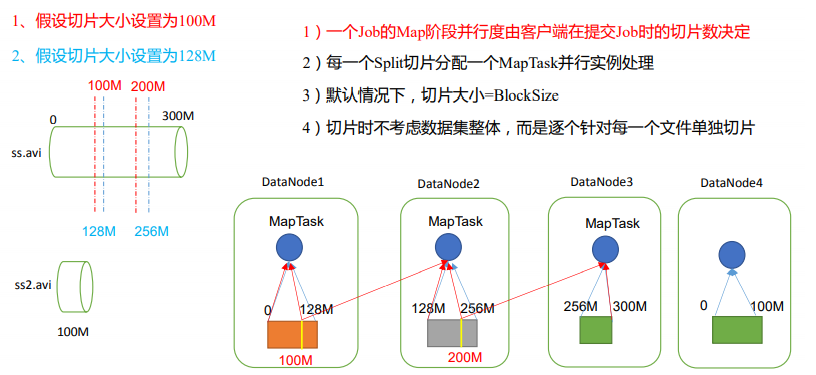 1、假设切片大小设置为100M
2、假设切片大小设置为128M
100M 200M
0 300M
ss.avi
128M 256M
ss2.avi
100M
1）一个Job的Map阶段并行度由客户端在提交Job时的切片数决定
2）每一个Split切片分配一个MapTask并行实例处理
3）默认情况下，切片大小=BlockSize
4）切片时不考虑数据集整体，而是逐个针对每一个文件单独切片
DataNode1
MapTask
0 128M
100M
DataNode2
MapTask
128M 256M
200M
DataNode3
MapTask
256M 300M
DataNode4
0 100M